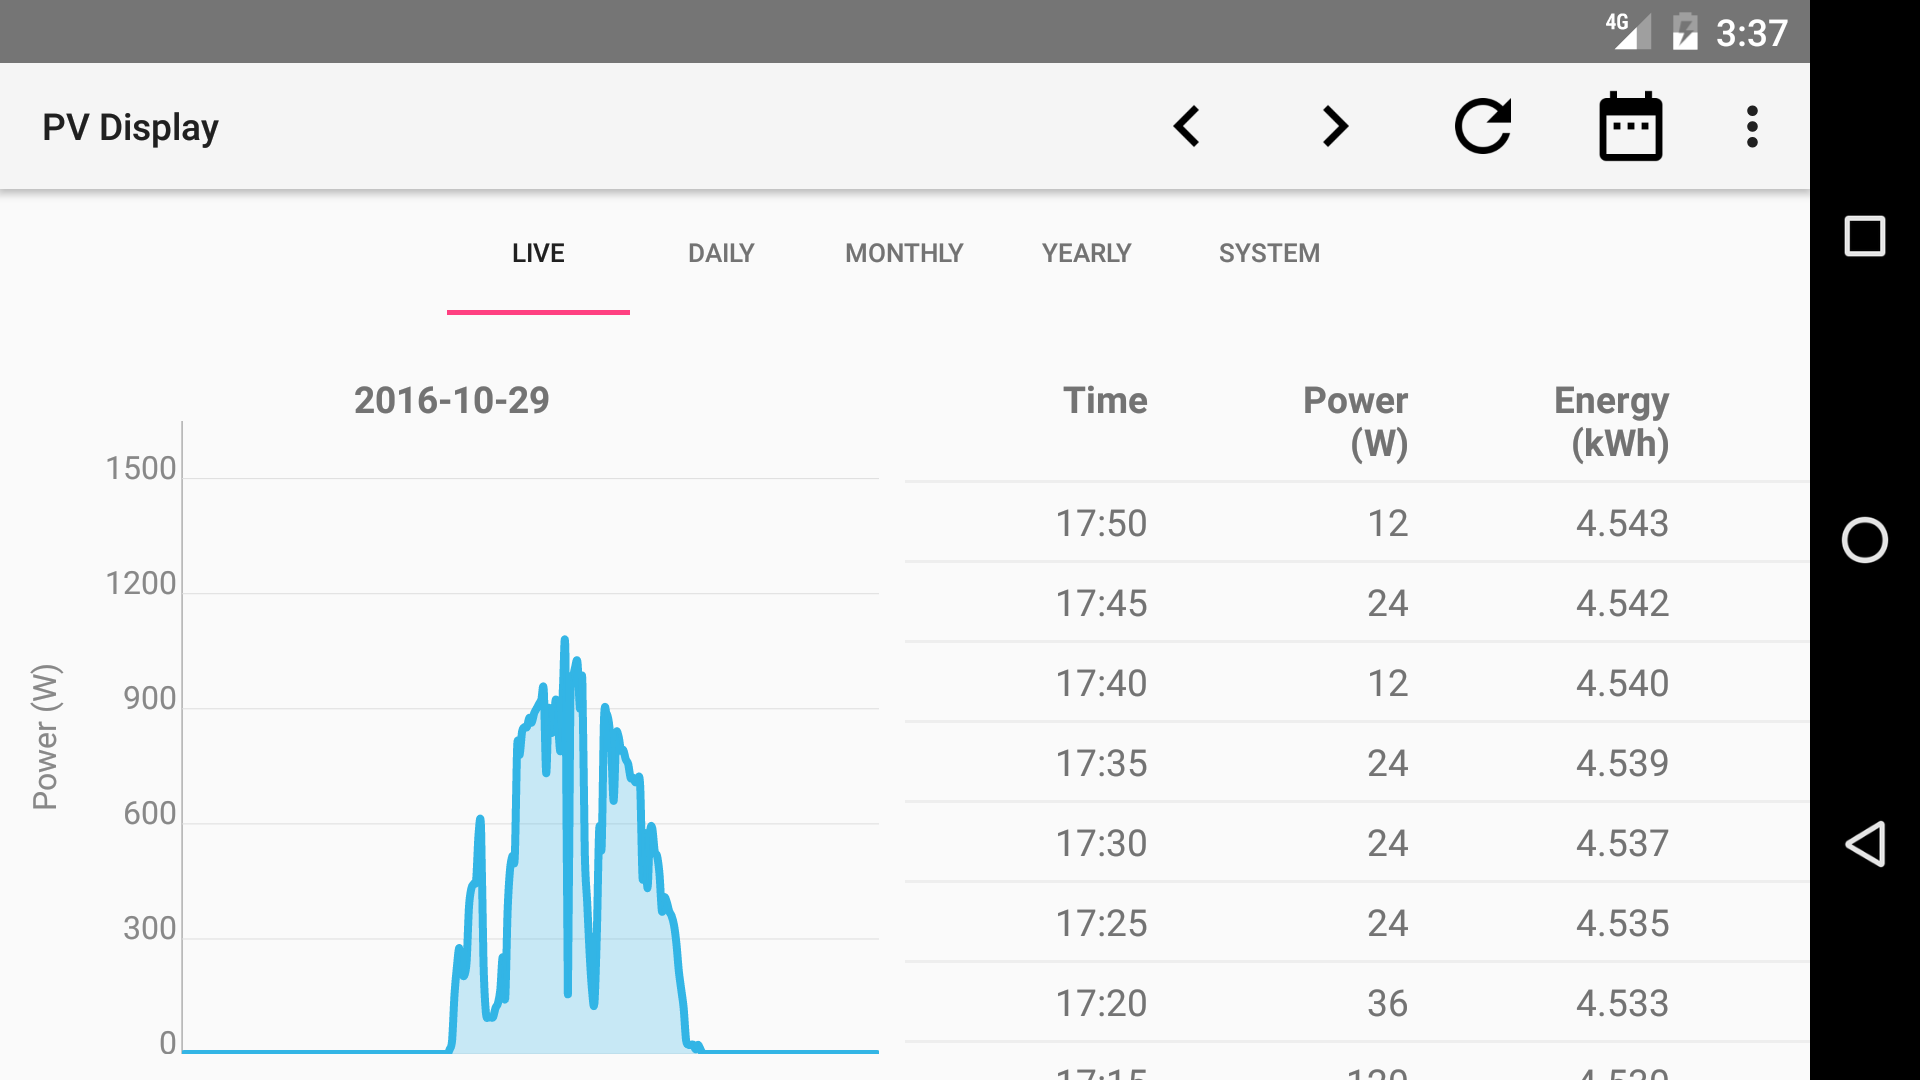 4G 3:37
PV Display
LIVE DAILY MONTHLY YEARLY SYSTEM
2016-10-29
Power (W)
1500
1200
900
600
300
0
Time Power (W) Energy (kWh)
17:50 12 4.543
17:45 24 4.542
17:40 12 4.540
17:35 24 4.539
17:30 24 4.537
17:25 24 4.535
17:20 36 4.533